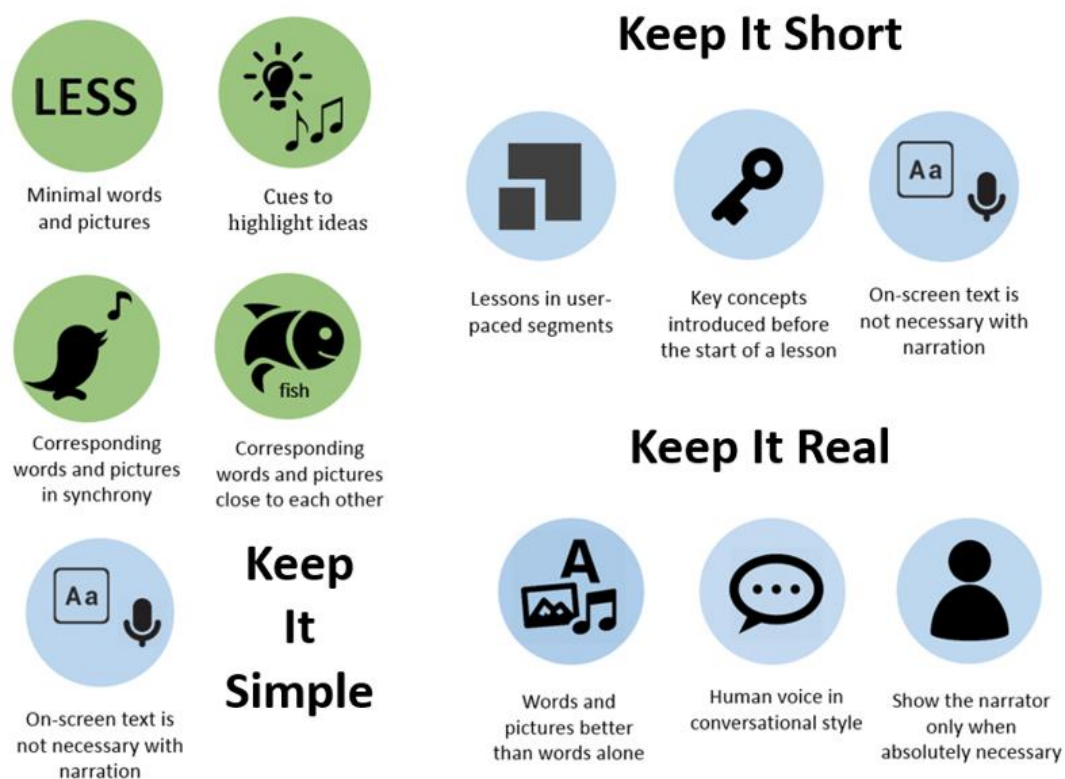 LESS
Minimal words
and pictures
Cues to
highlight ideas
Corresponding
words and pictures
in synchrony
fish
Corresponding
words and pictures
close to each other
Aa
On-screen text is
not necessary with
narration
Keep
It
Simple
Keep It Short
Lessons in user-
paced segments
Key concepts
introduced before
the start of a lesson
Aa
On-screen text is
not necessary with
narration
Keep It Real
A
Words and
pictures better
than words alone
Human voice in
conversational style
Show the narrator
only when
absolutely necessary